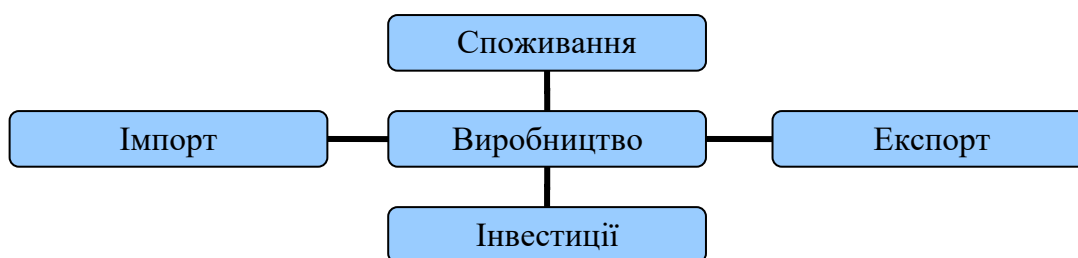 Споживання
Імпорт
Виробництво
Експорт
Інвестиції